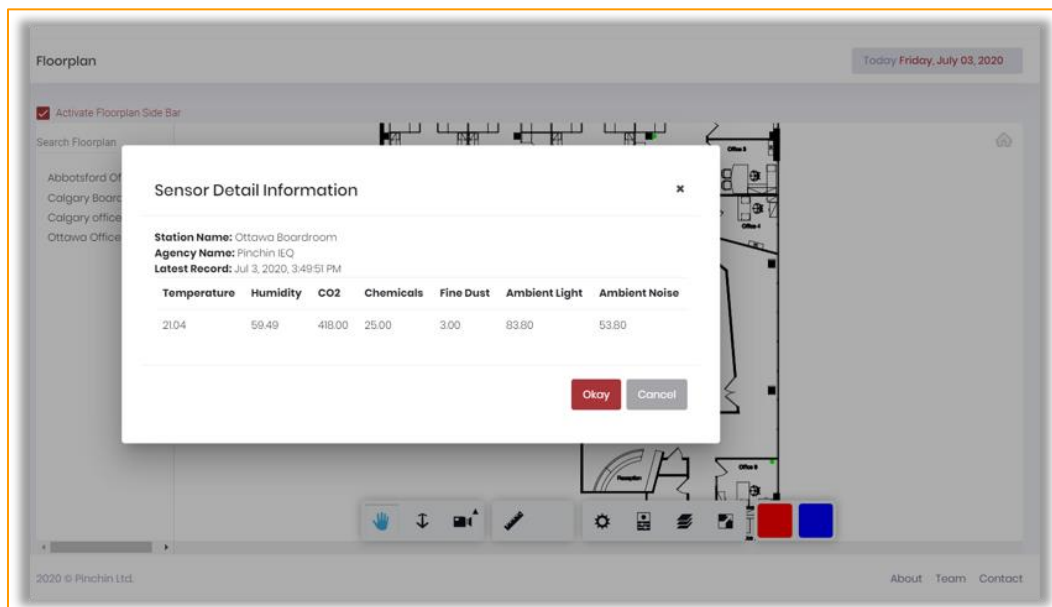 Floorplan
Today Friday, July 03, 2020
Activate Floorplan Side Bar
Search Floorplan
Abbotsford Of
Calgary Board
Calgary office
Ottawa Office
Sensor Detail Information
Station Name: Ottawa Boardroom
Agency Name: Pinchin IEQ
Latest Record: Jul 3, 2020, 3:49:51 PM
Temperature Humidity CO2 Chemicals Fine Dust Ambient Light Ambient Noise
21.04 59.49 418.00 25.00 3.00 83.80 53.80
Okay Cancel
Reception
2020 © Pinchin Ltd.
About Team Contact